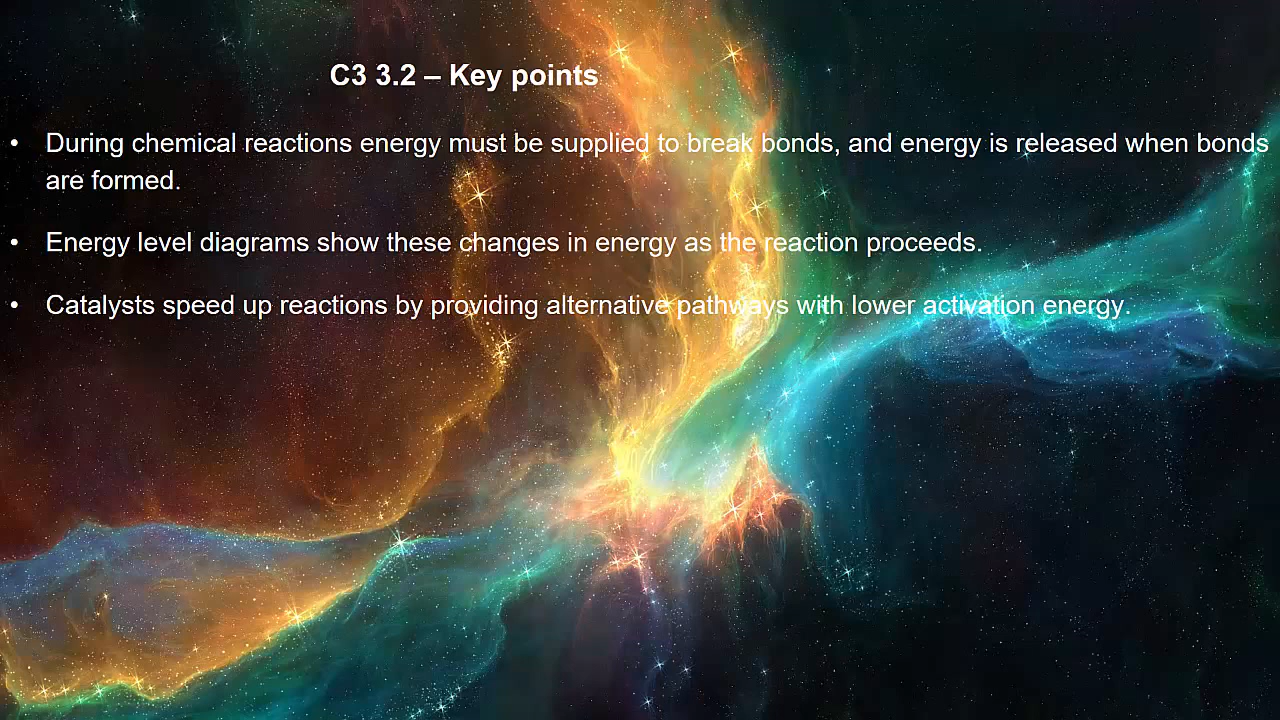 C3 3.2 – Key points
• During chemical reactions energy must be supplied to break bonds, and energy is released when bonds
are formed.
• Energy level diagrams show these changes in energy as the reaction proceeds.
• Catalysts speed up reactions by providing alternative pathways with lower activation energy.